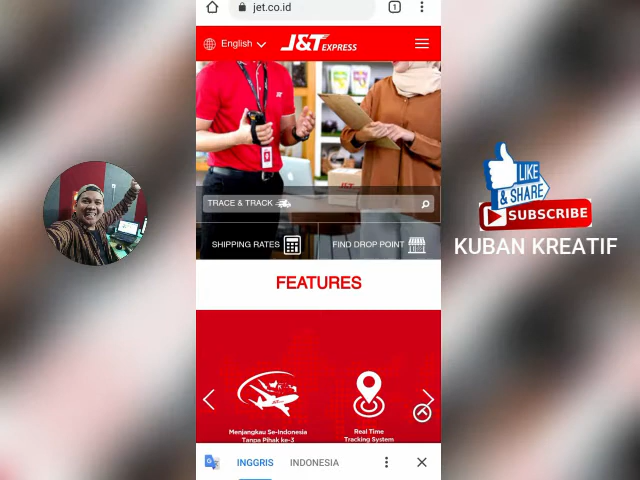 jet.co.id
1
English
J&T EXPRESS
J&T
TRACE & TRACK
SHIPPING RATES
FIND DROP POINT
FEATURES
Menjangkau Se-Indonesia
Tanpa Pihak ke-3
Real Time
Tracking System
INGGRIS
INDONESIA
LIKE
& SHARE
SUBSCRIBE
KUBAN KREATIF